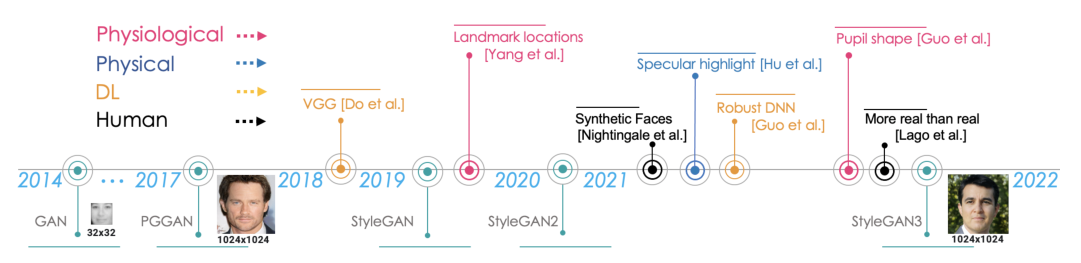 Physiological
Physical
DL
Human
Landmark locations
[Yang et al.]
Pupil shape [Guo et al.]
Specular highlight [Hu et al.]
VGG [Do et al.]
Synthetic Faces
[Nightingale et al.]
Robust DNN
[Guo et al.]
More real than real
[Lago et al.]
2014 ... 2017 2018 2019 2020 2021 2022
GAN
32x32
PGGAN
1024x1024
StyleGAN
StyleGAN2
StyleGAN3
1024x1024